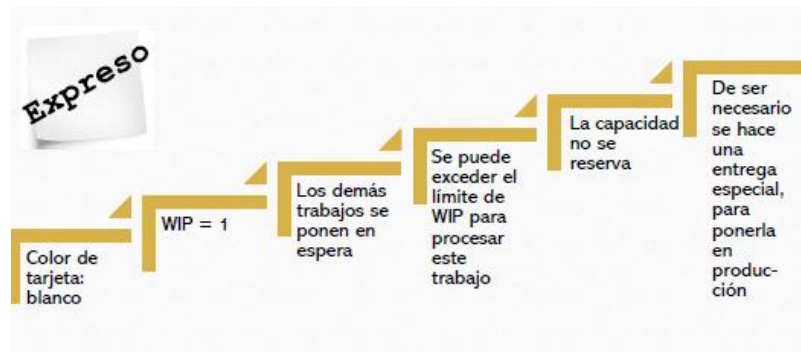 Expreso
Color de
tarjeta:
blanco
WIP = 1
Los demás
trabajos se
ponen en
espera
Se puede
exceder el
límite de
WIP para
procesar
este
trabajo
La capacidad
no se
reserva
De ser
necesario
se hace
una
entrega
especial,
para
ponerla
en
produc-
ción